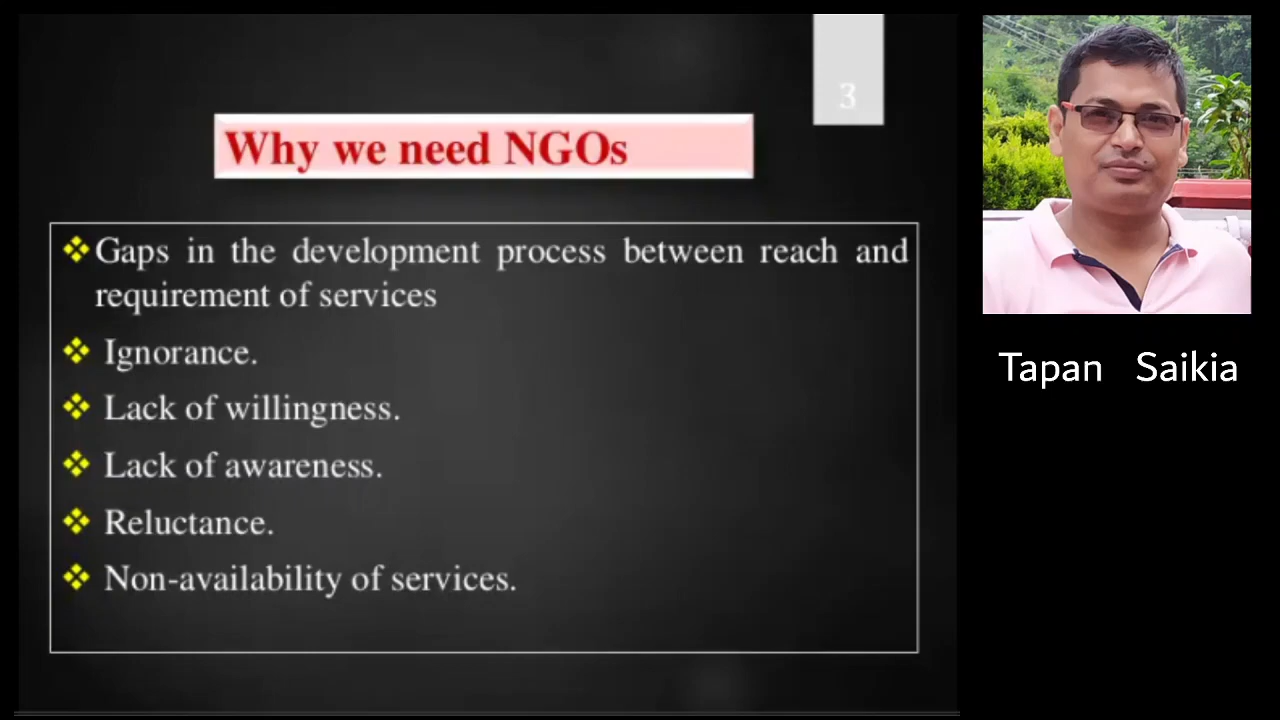 3
Why we need NGOs
Gaps in the development process between reach and
requirement of services
Ignorance.
Lack of willingness.
Lack of awareness.
Reluctance.
Non-availability of services.
Tapan Saikia